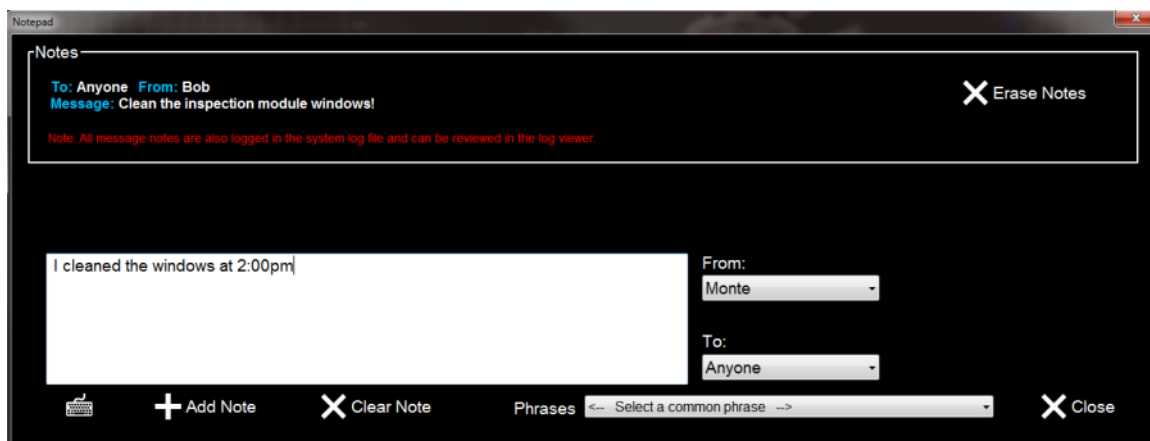 Notepad
Notes
To: Anyone From: Bob
Message: Clean the inspection module windows!
Erase Notes
Note: All message notes are also logged in the system log file and can be reviewed in the log viewer.
I cleaned the windows at 2:00pm
From:
Monte
To:
Anyone
Add Note
Clear Note
Phrases
<-- Select a common phrase -->
Close